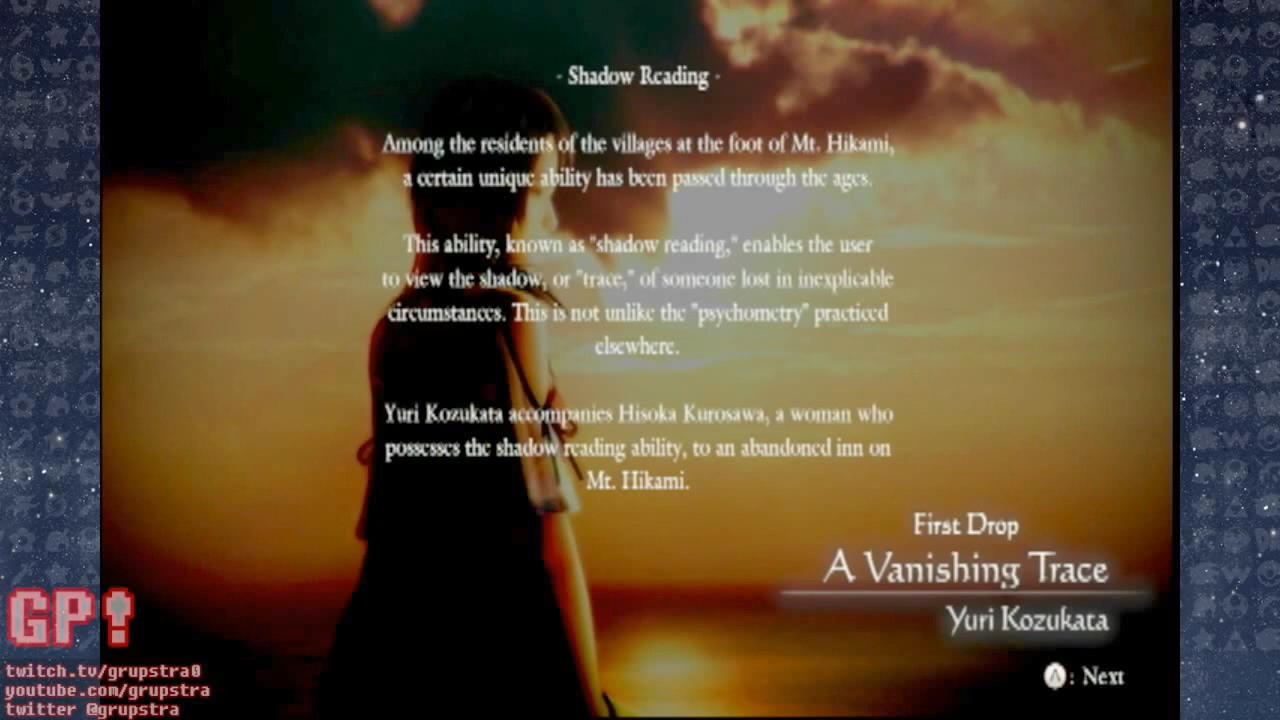 - Shadow Reading -
Among the residents of the villages at the foot of Mt. Hikami,
a certain unique ability has been passed through the ages.
This ability, known as "shadow reading," enables the user
to view the shadow, or "trace," of someone lost in inexplicable
circumstances. This is not unlike the "psychometry" practiced
elsewhere.
Yuri Kozukata accompanies Hisoka Kurosawa, a woman who
possesses the shadow reading ability, to an abandoned inn on
Mt. Hikami.
First Drop
A Vanishing Trace
Yuri Kozukata
A : Next
GP!
twitch.tv/grupstra0
youtube.com/grupstra
twitter @grupstra